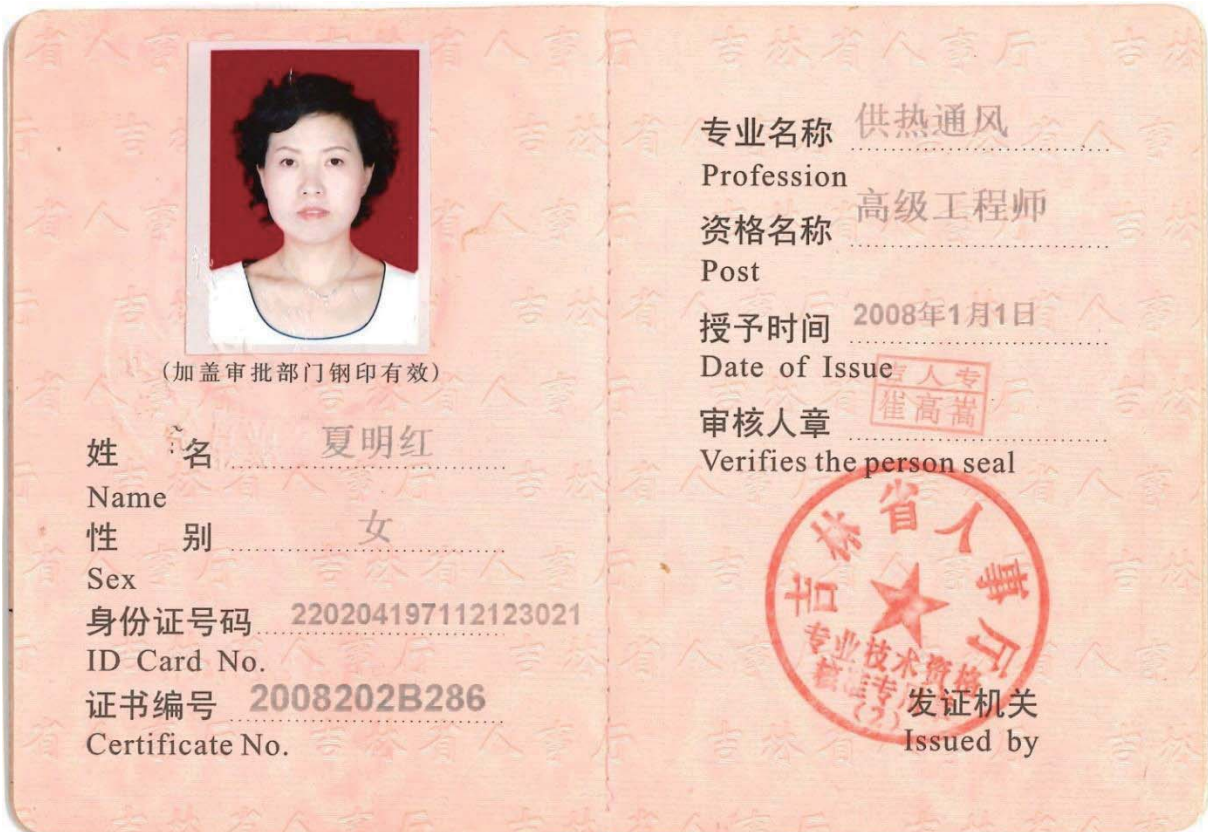 (加盖审批部门钢印有效)
姓 名 夏明红
Name
性 别 女
Sex
身份证号码 220204197112123021
ID Card No.
证书编号 2008202B286
Certificate No.
专业名称 供热通风
Profession
资格名称 高级工程师
Post
授予时间 2008年1月1日
Date of Issue
吉人专
崔高嵩
审核人章
Verifies the person seal
吉林省人事厅
专业技术资格
发证机关
Issued by